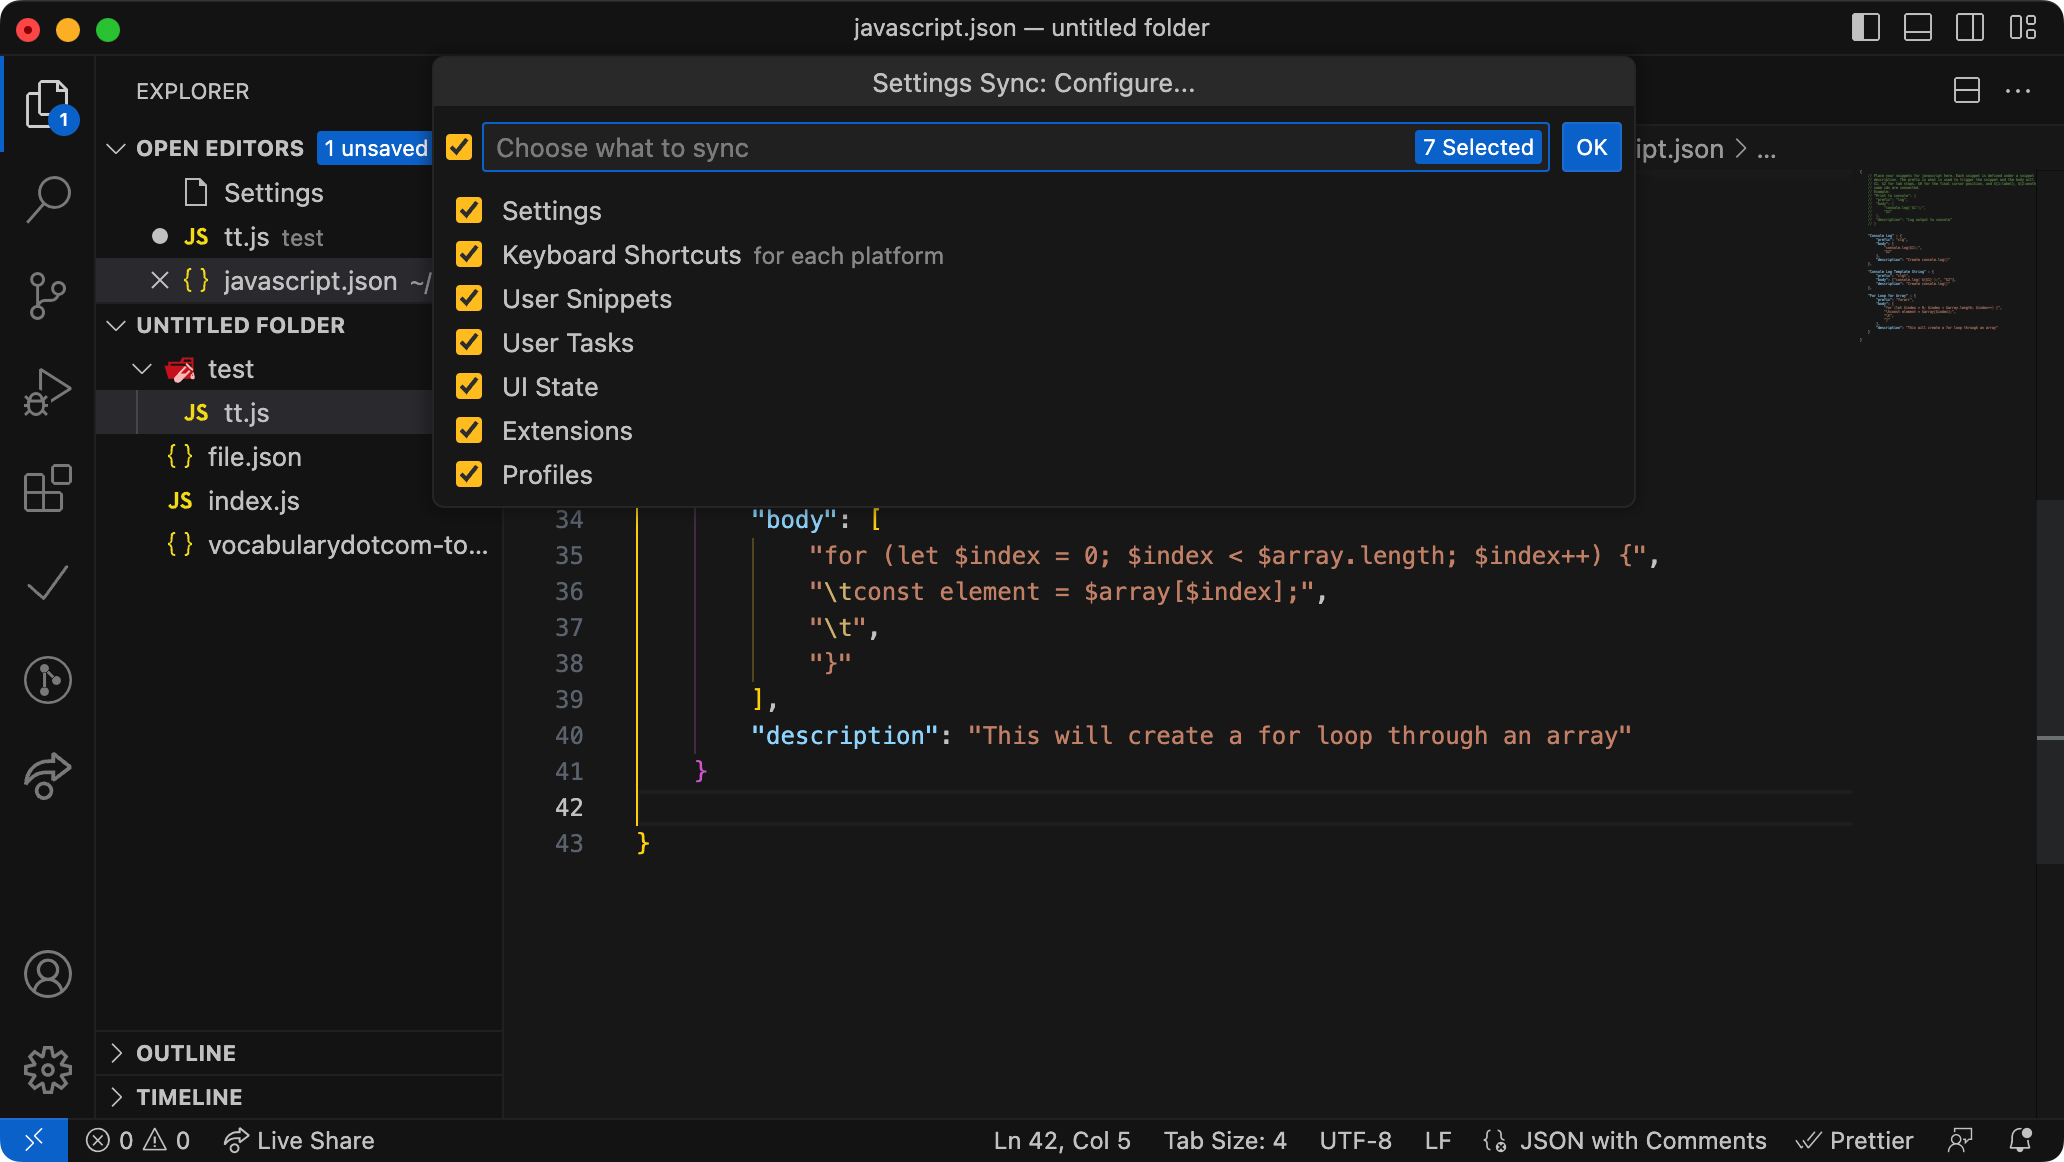 javascript.json — untitled folder
EXPLORER
1
OPEN EDITORS 1 unsaved
Settings
tt.js test
javascript.json ~/
UNTITLED FOLDER
test
JS tt.js
{ } file.json
JS index.js
{ } vocabularydotcom-to...
OUTLINE
TIMELINE
Settings Sync: Configure...
Choose what to sync 7 Selected OK
Settings
Keyboard Shortcuts for each platform
User Snippets
User Tasks
UI State
Extensions
Profiles
ipt.json > ...
34 "body": [
35 "for (let $index = 0; $index < $array.length; $index++) {",
36 "\tconst element = $array[$index];",
37 "\t",
38 "}"
39 ],
40 "description": "This will create a for loop through an array"
41 }
42
43 }
0 0 Live Share Ln 42, Col 5 Tab Size: 4 UTF-8 LF JSON with Comments Prettier